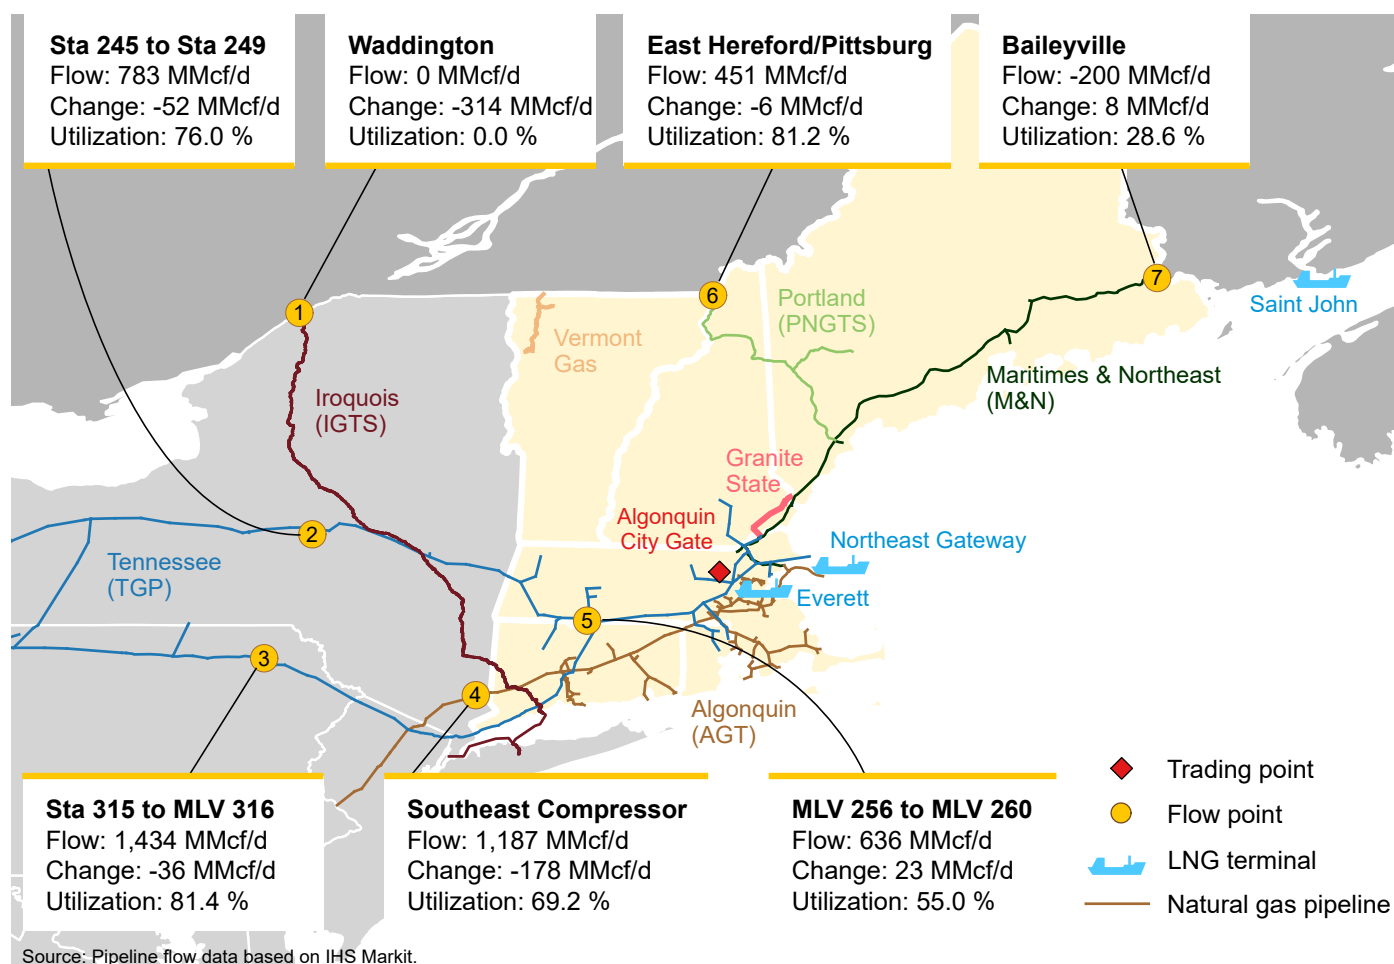 Sta 245 to Sta 249
Flow: 783 MMcf/d
Change: -52 MMcf/d
Utilization: 76.0 %
Waddington
Flow: 0 MMcf/d
Change: -314 MMcf/d
Utilization: 0.0 %
East Hereford/Pittsburg
Flow: 451 MMcf/d
Change: -6 MMcf/d
Utilization: 81.2 %
Baileyville
Flow: -200 MMcf/d
Change: 8 MMcf/d
Utilization: 28.6 %
1
6
7
Saint John
Portland
(PNGTS)
Vermont
Gas
Iroquois
(IGTS)
Maritimes & Northeast
(M&N)
Granite
State
Algonquin
City Gate
2
Northeast Gateway
Tennessee
(TGP)
Everett
5
3
4
Algonquin
(AGT)
Sta 315 to MLV 316
Flow: 1,434 MMcf/d
Change: -36 MMcf/d
Utilization: 81.4 %
Southeast Compressor
Flow: 1,187 MMcf/d
Change: -178 MMcf/d
Utilization: 69.2 %
MLV 256 to MLV 260
Flow: 636 MMcf/d
Change: 23 MMcf/d
Utilization: 55.0 %
Trading point
Flow point
LNG terminal
Natural gas pipeline
Source: Pipeline flow data based on IHS Markit.